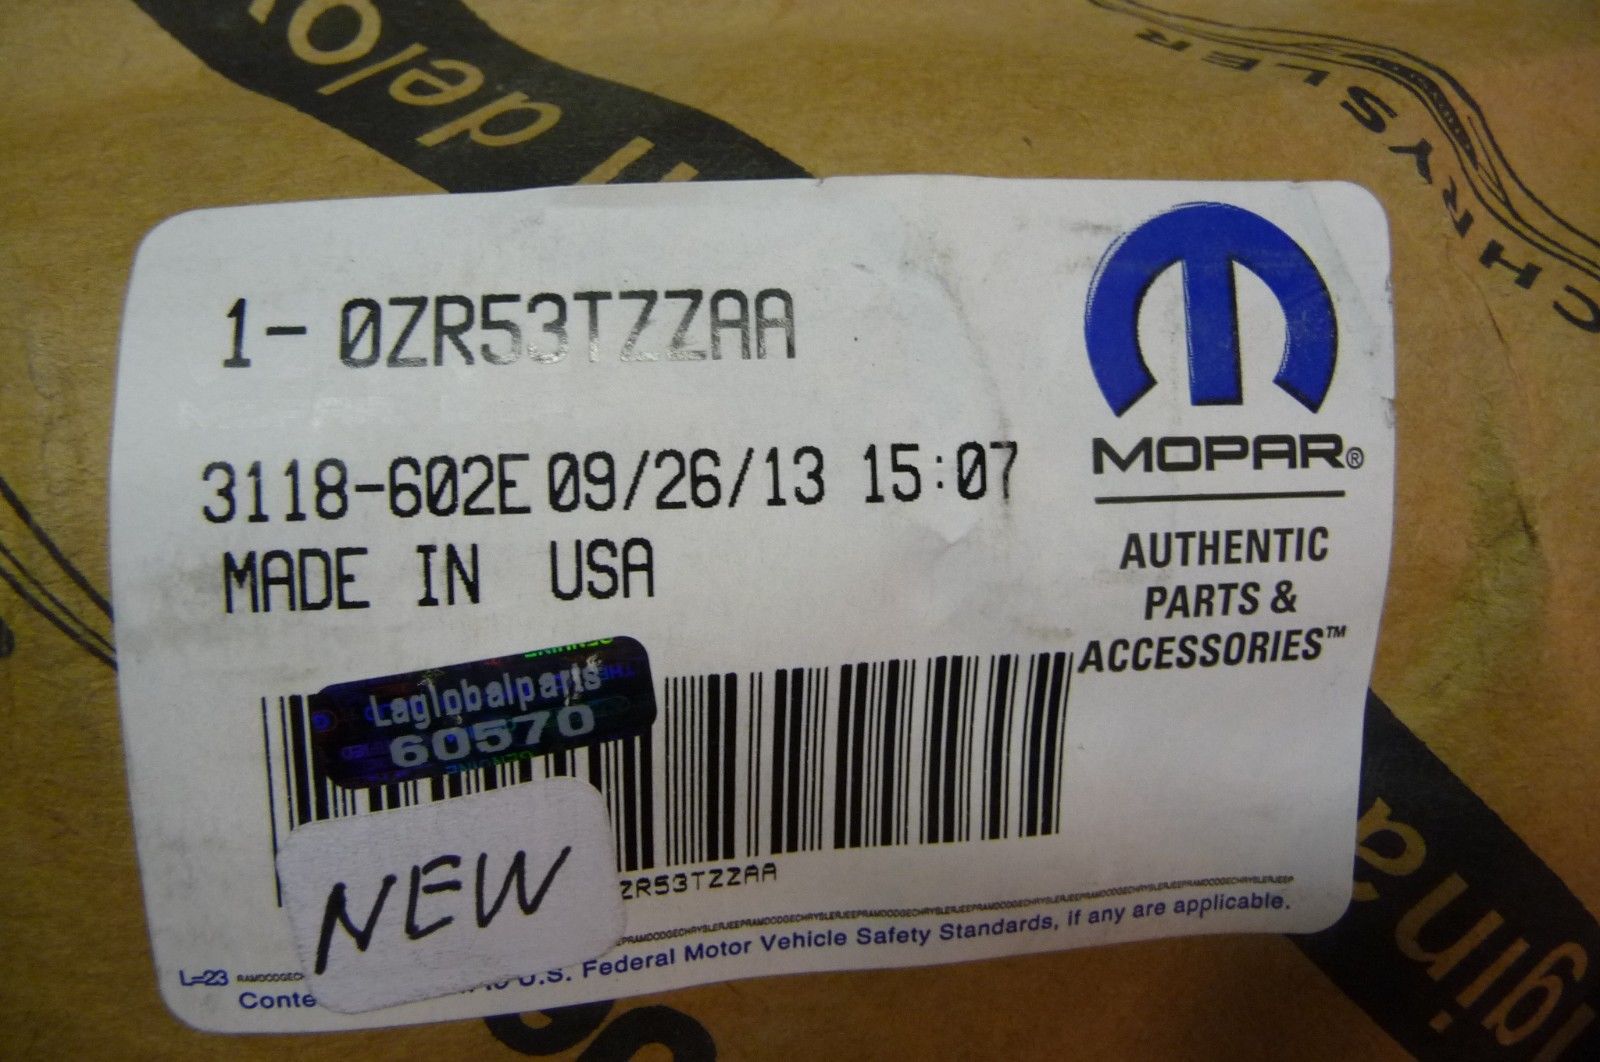 CHRYSLER
1- 0ZR53TZZAA
3118-602E 09/26/13 15:07
MADE IN USA
MOPAR®
AUTHENTIC
PARTS &
ACCESSORIES™
Laglobalparts
60570
NEW
ZR53TZZAA
L=23
Conte
U.S. Federal Motor Vehicle Safety Standards, if any are applicable.